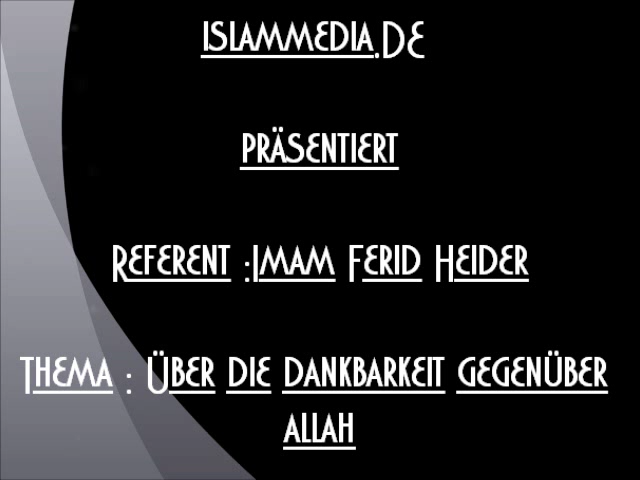 ISLAMMEDIA.DE
PRÄSENTIERT
REFERENT :IMAM FERID HEIDER
THEMA : ÜBER DIE DANKBARKEIT GEGENÜBER
ALLAH